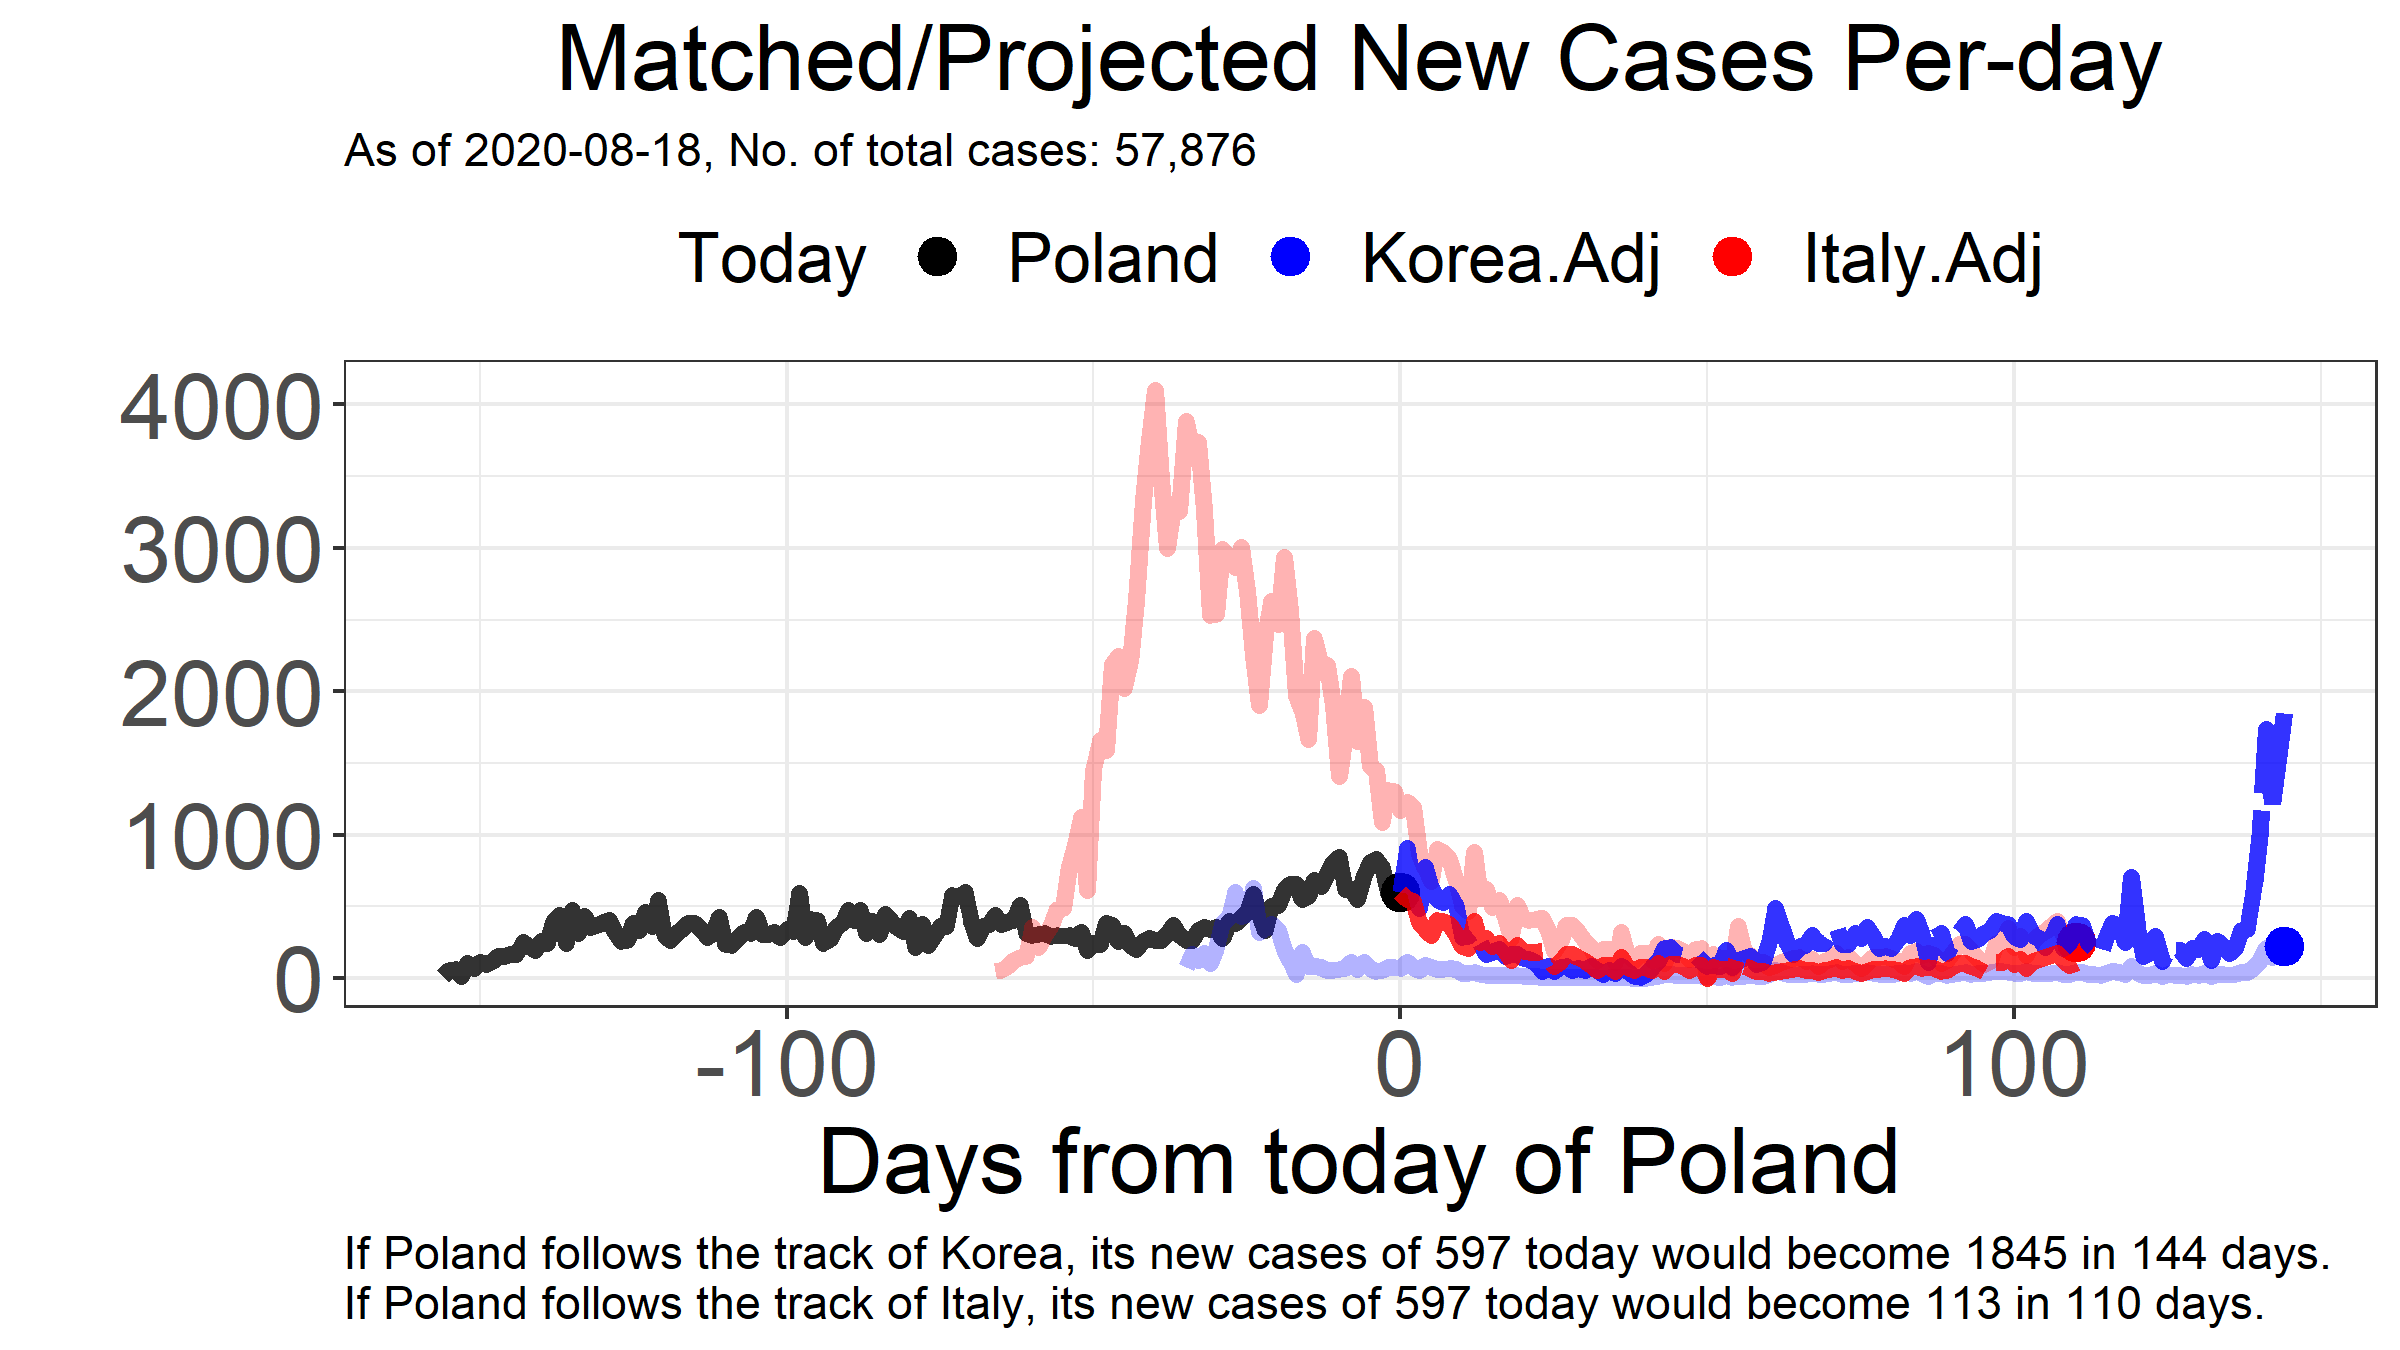 Matched/Projected New Cases Per-day
As of 2020-08-18, No. of total cases: 57,876
Today Poland Korea.Adj Italy.Adj
4000
3000
2000
1000
0
-100 0 100
Days from today of Poland
If Poland follows the track of Korea, its new cases of 597 today would become 1845 in 144 days.
If Poland follows the track of Italy, its new cases of 597 today would become 113 in 110 days.